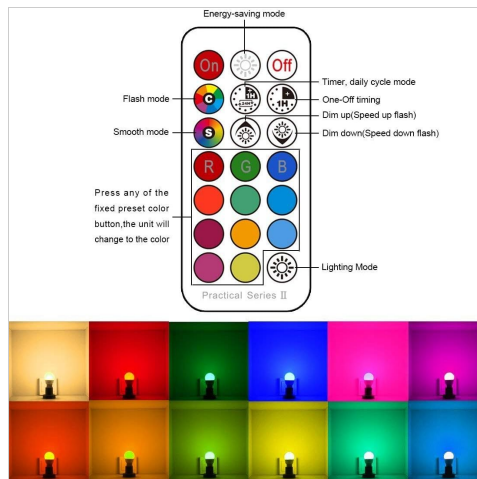 Energy-saving mode
On
Off
Timer, daily cycle mode
1H
24H
C
1H
Flash mode
One-Off timing
Dim up(Speed up flash)
Smooth mode
S
Dim down(Speed down flash)
R
G
B
Press any of the
fixed preset color
button,the unit will
change to the color
Lighting Mode
Practical Series II